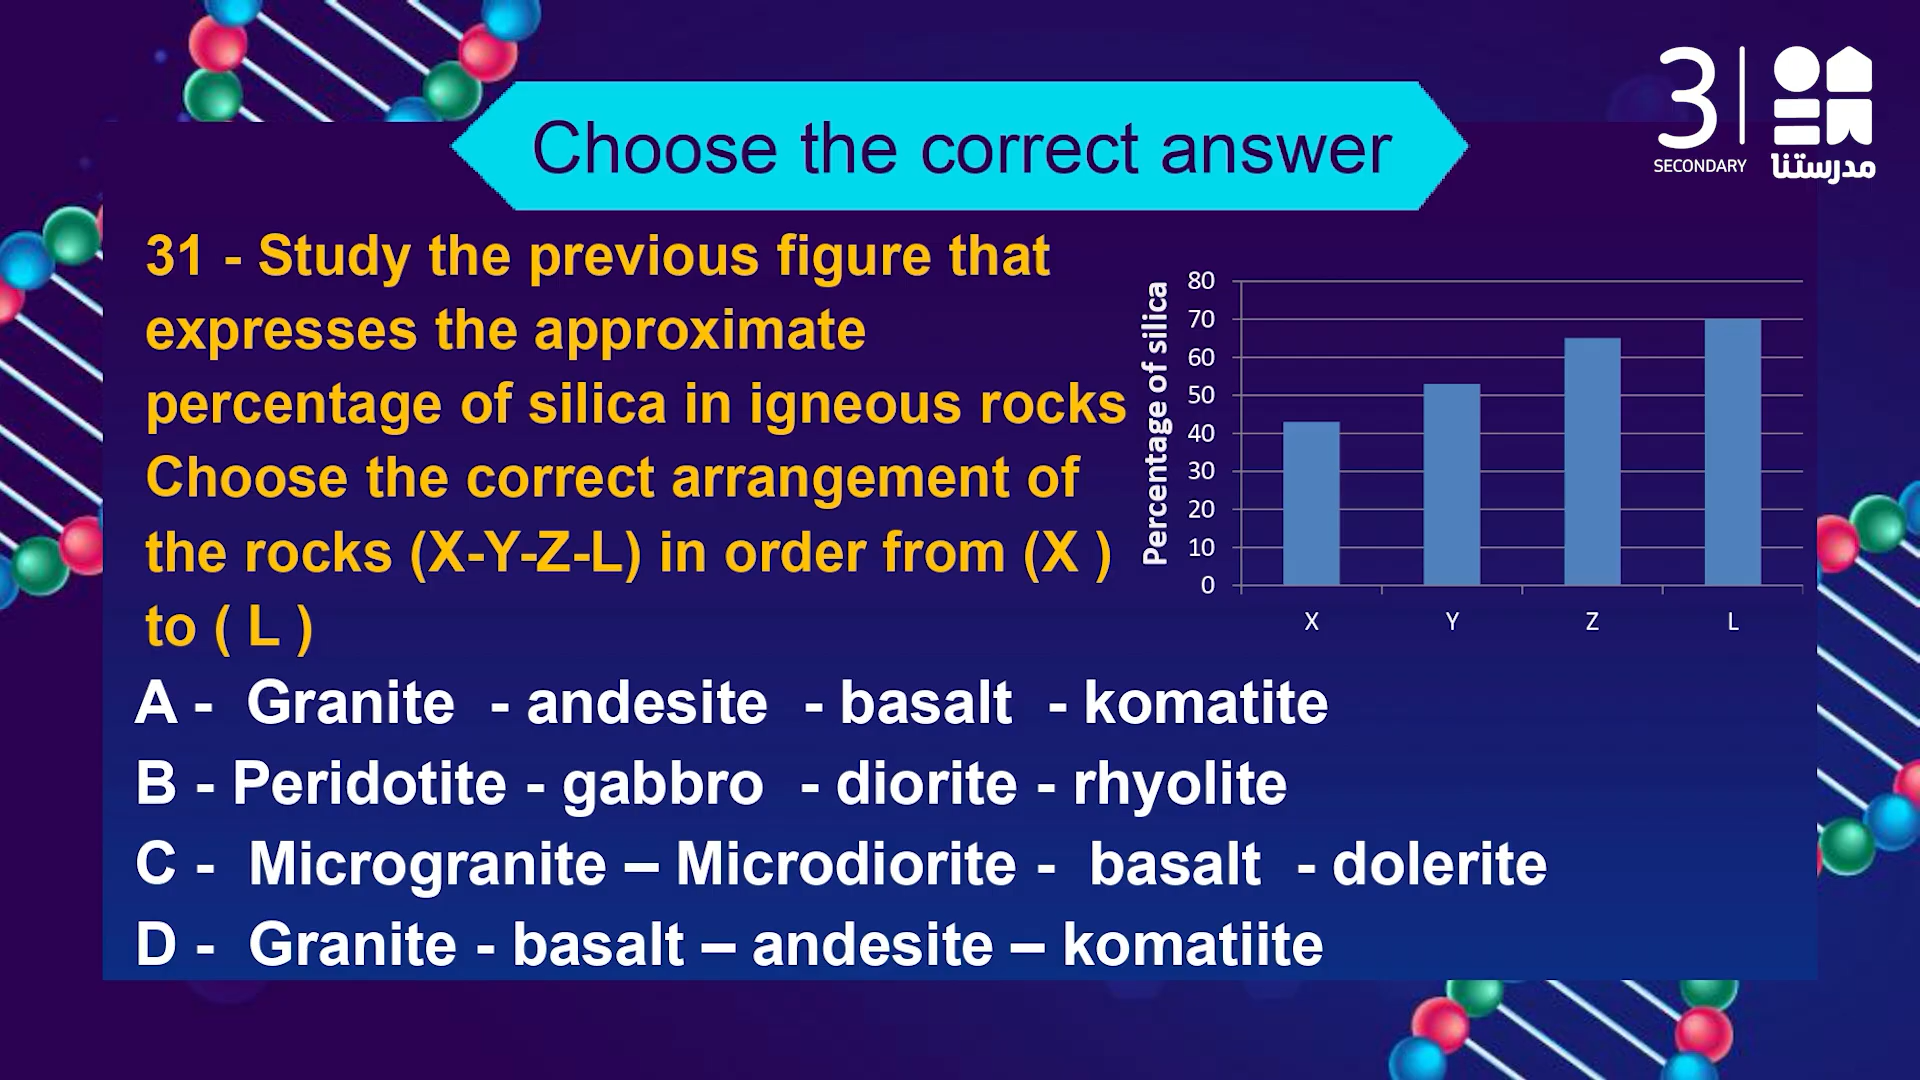 3
SECONDARY
مدرستنا
Choose the correct answer
31 - Study the previous figure that
expresses the approximate
percentage of silica in igneous rocks
Choose the correct arrangement of
the rocks (X-Y-Z-L) in order from (X )
to ( L )
Percentage of silica
80
70
60
50
40
30
20
10
0
X Y Z L
A - Granite - andesite - basalt - komatite
B - Peridotite - gabbro - diorite - rhyolite
C - Microgranite – Microdiorite - basalt - dolerite
D - Granite - basalt – andesite – komatiite